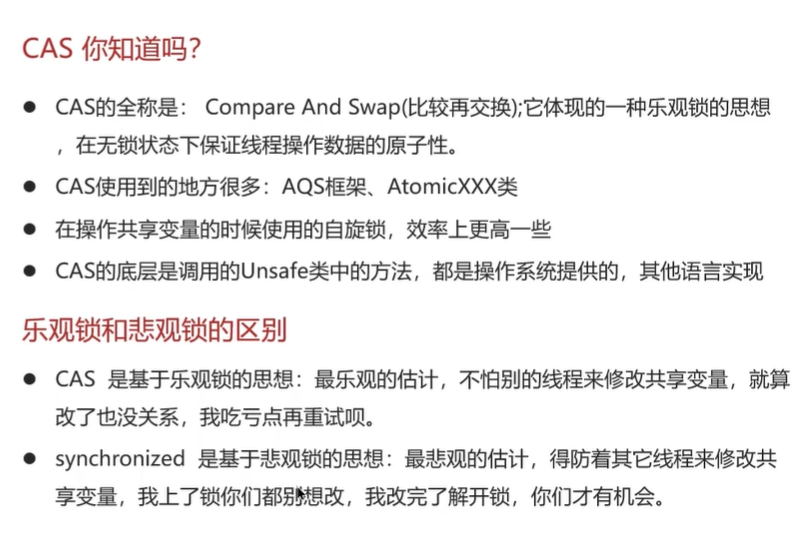 CAS 你知道吗？
● CAS的全称是： Compare And Swap(比较再交换);它体现的一种乐观锁的思想
，在无锁状态下保证线程操作数据的原子性。
● CAS使用到的地方很多：AQS框架、AtomicXXX类
● 在操作共享变量的时候使用的自旋锁，效率上更高一些
● CAS的底层是调用的Unsafe类中的方法，都是操作系统提供的，其他语言实现
乐观锁和悲观锁的区别
● CAS 是基于乐观锁的思想：最乐观的估计，不怕别的线程来修改共享变量，就算
改了也没关系，我吃亏点再重试呗。
● synchronized 是基于悲观锁的思想：最悲观的估计，得防着其它线程来修改共
享变量，我上了锁你们都别想改，我改完了解开锁，你们才有机会。